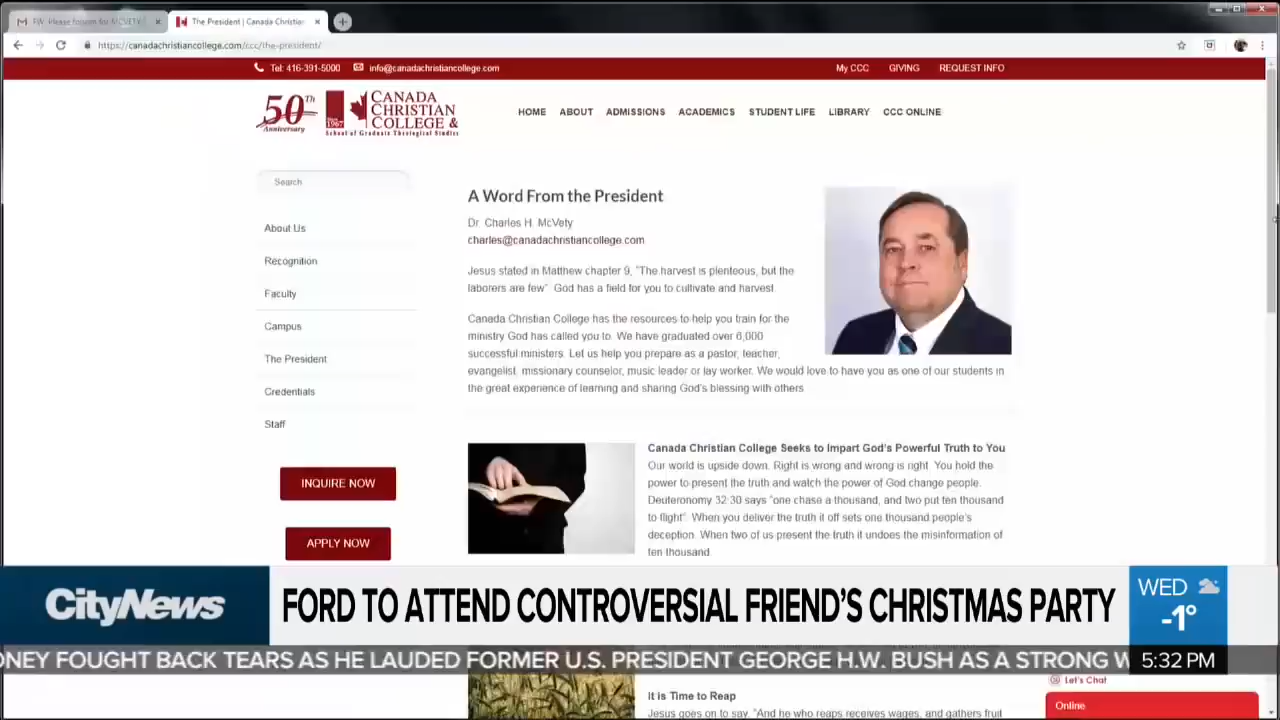 FW: Please forward for MCVETY
The President | Canada Christian
https://canadachristiancollege.com/ccc/the-president/
Tel: 416-391-5000 info@canadachristiancollege.com
My CCC GIVING REQUEST INFO
50Th Anniversary
Since 1967
CANADA
CHRISTIAN
COLLEGE &
School of Graduate Theological Studies
HOME ABOUT ADMISSIONS ACADEMICS STUDENT LIFE LIBRARY CCC ONLINE
Search
About Us
Recognition
Faculty
Campus
The President
Credentials
Staff
INQUIRE NOW
APPLY NOW
A Word From the President
Dr. Charles H. McVety
charles@canadachristiancollege.com
Jesus stated in Matthew chapter 9, "The harvest is plenteous, but the
laborers are few". God has a field for you to cultivate and harvest.
Canada Christian College has the resources to help you train for the
ministry God has called you to. We have graduated over 6,000
successful ministers. Let us help you prepare as a pastor, teacher,
evangelist, missionary counselor, music leader or lay worker. We would love to have you as one of our students in
the great experience of learning and sharing God's blessing with others.
Canada Christian College Seeks to Impart God's Powerful Truth to You
Our world is upside down. Right is wrong and wrong is right. You hold the
power to present the truth and watch the power of God change people.
Deuteronomy 32:30 says "one chase a thousand, and two put ten thousand
to flight". When you deliver the truth it off sets one thousand people's
deception. When two of us present the truth it undoes the misinformation of
ten thousand.
CityNews
FORD TO ATTEND CONTROVERSIAL FRIEND'S CHRISTMAS PARTY
WED
-1°
ONEY FOUGHT BACK TEARS AS HE LAUDED FORMER U.S. PRESIDENT GEORGE H.W. BUSH AS A STRONG W
5:32 PM
Let's Chat
Online
It is Time to Reap
Jesus goes on to say, "And he who reaps receives wages, and gathers fruit